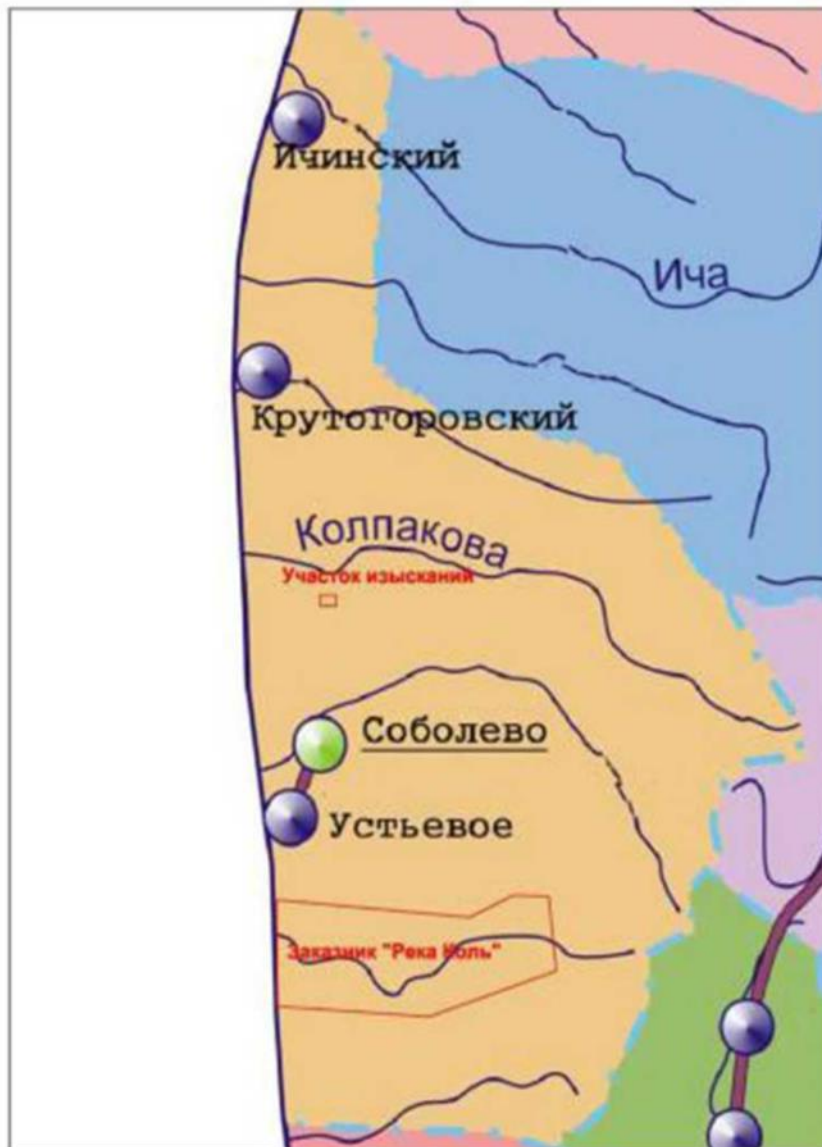 Ичинский
Ича
Крутогоровский
Колпакова
Участок изысканий
Соболево
Устьевое
Заказник "Река Коль"